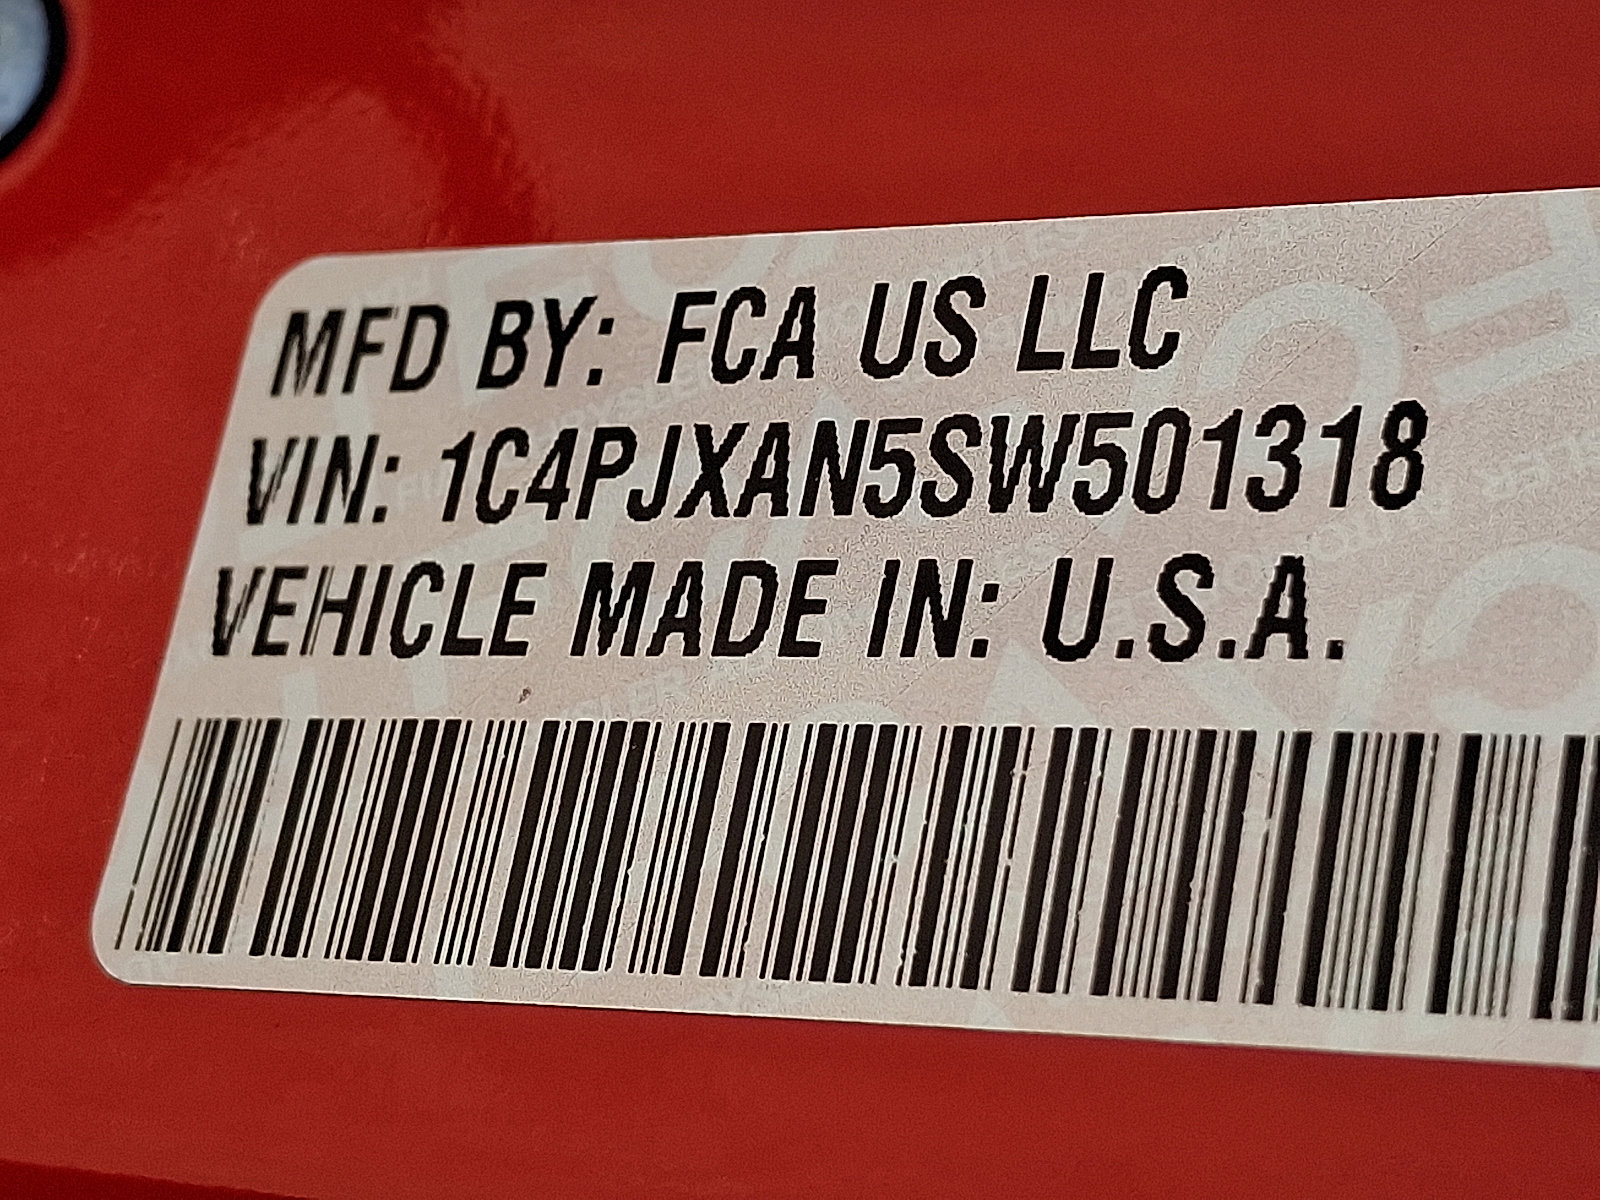 MFD BY: FCA US LLC
VIN: 1C4PJXAN5SW501318
VEHICLE MADE IN: U.S.A.